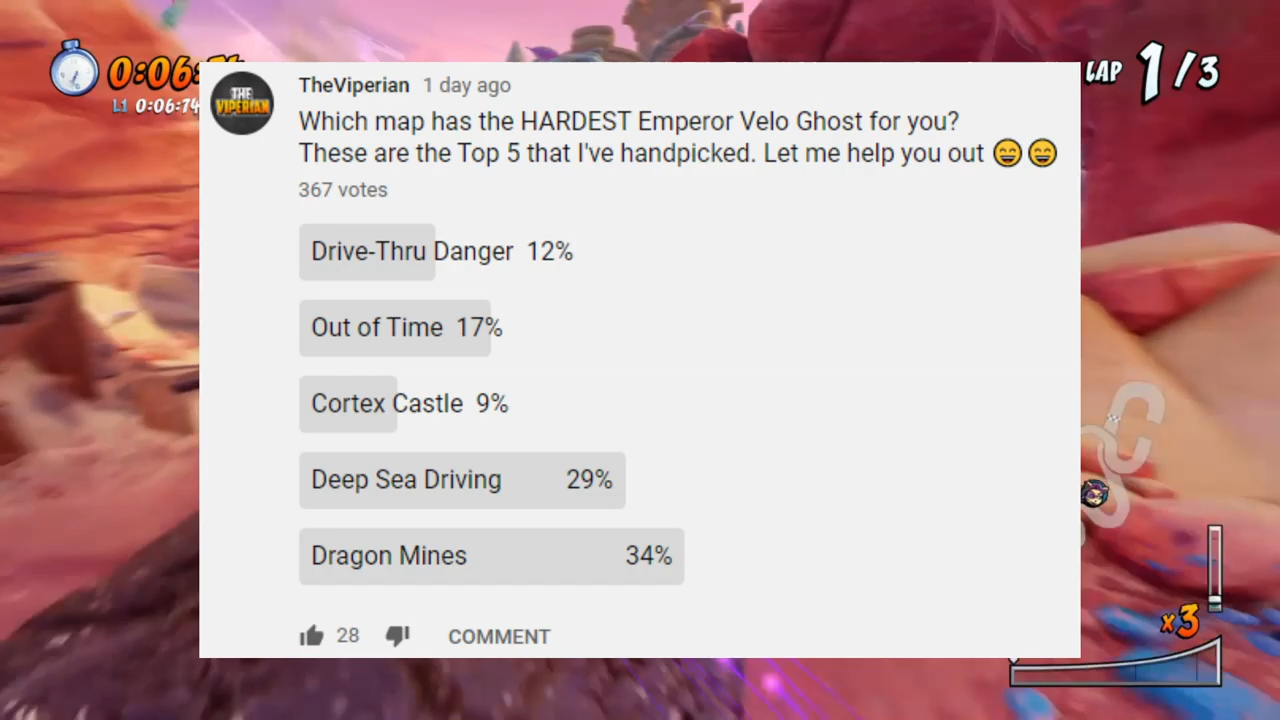 0:06:
L1 0:06:74
LAP 1/3
THE
VIPERIAN
TheViperian 1 day ago
Which map has the HARDEST Emperor Velo Ghost for you?
These are the Top 5 that I've handpicked. Let me help you out 😄😄
367 votes
Drive-Thru Danger 12%
Out of Time 17%
Cortex Castle 9%
Deep Sea Driving 29%
Dragon Mines 34%
28 COMMENT
x3